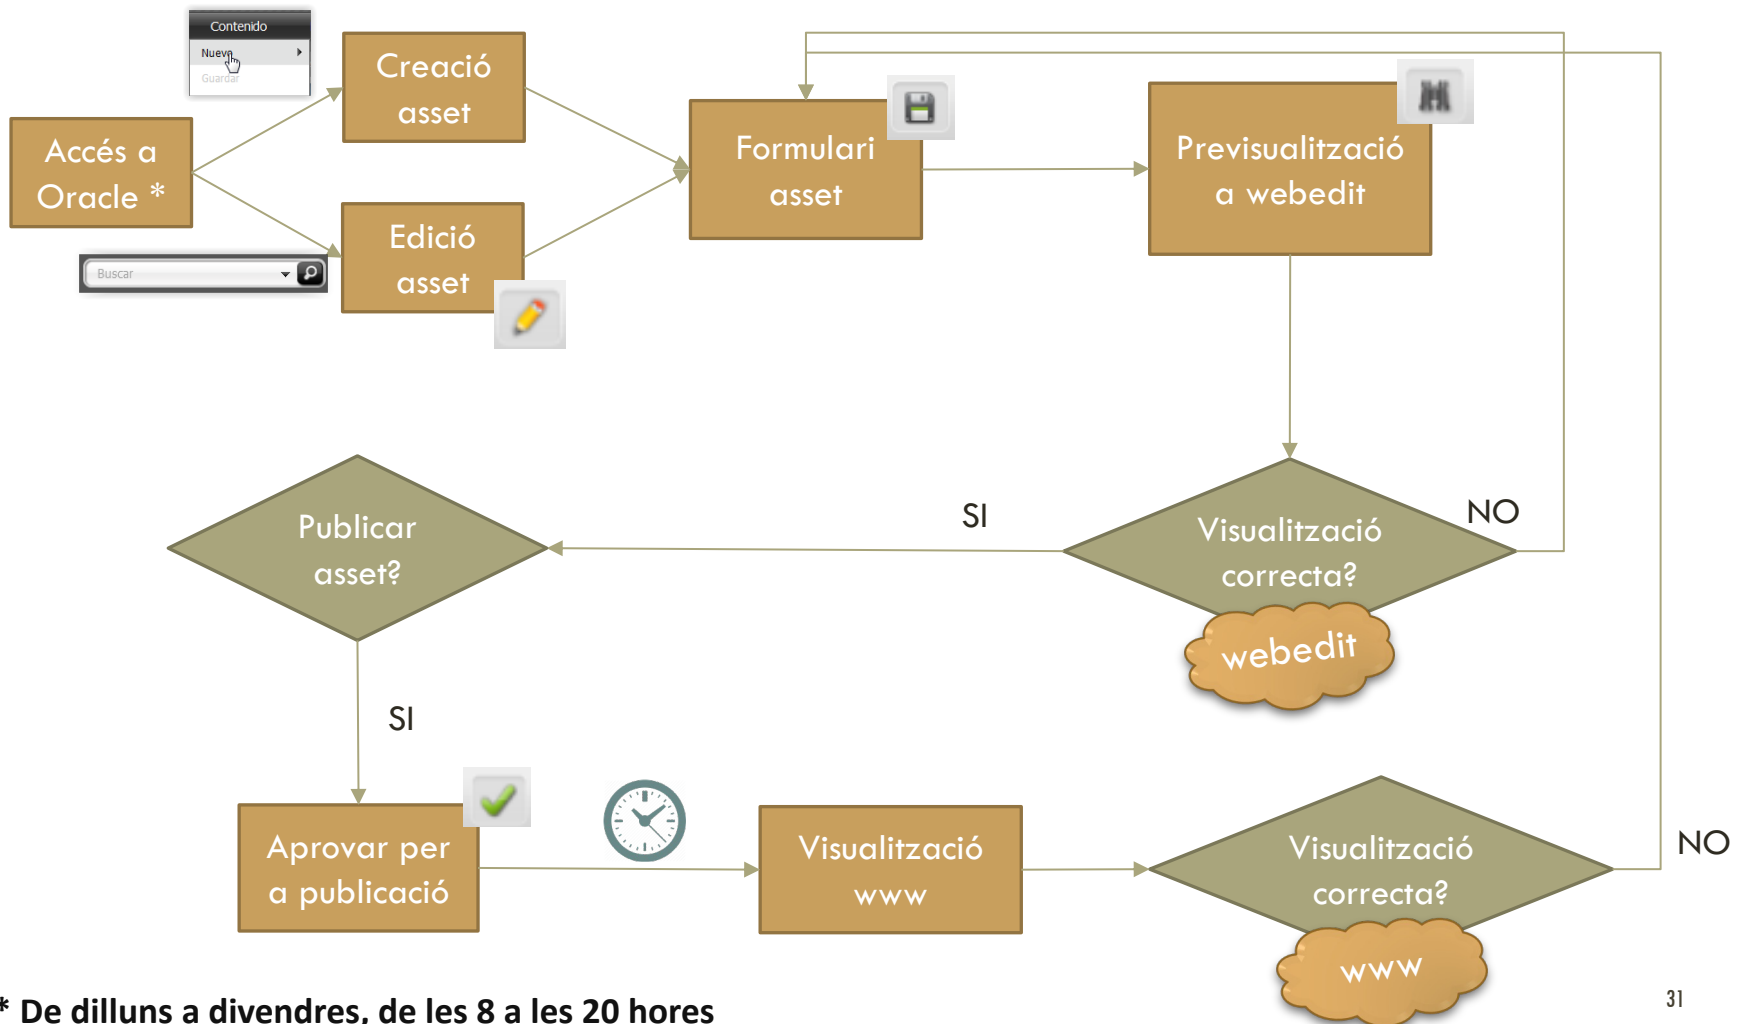 Contenido
Nuevo
Guardar
Creació
asset
Accés a
Oracle *
Formulari
asset
Previsualització
a webedit
Edició
asset
Buscar
Publicar
asset?
SI
Visualització
correcta?
NO
webedit
SI
Aprovar per
a publicació
Visualització
www
Visualització
correcta?
NO
www
* De dilluns a divendres, de les 8 a les 20 hores
31